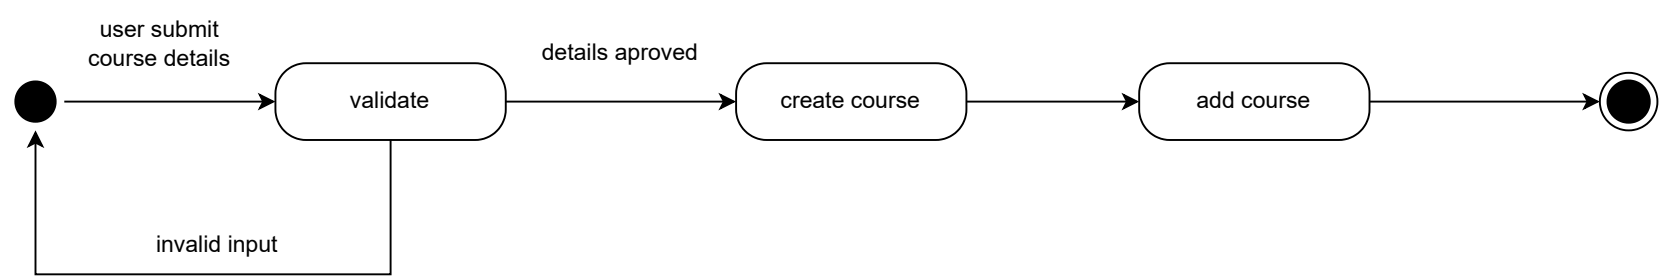 user submit
course details
details aproved
validate
create course
add course
invalid input